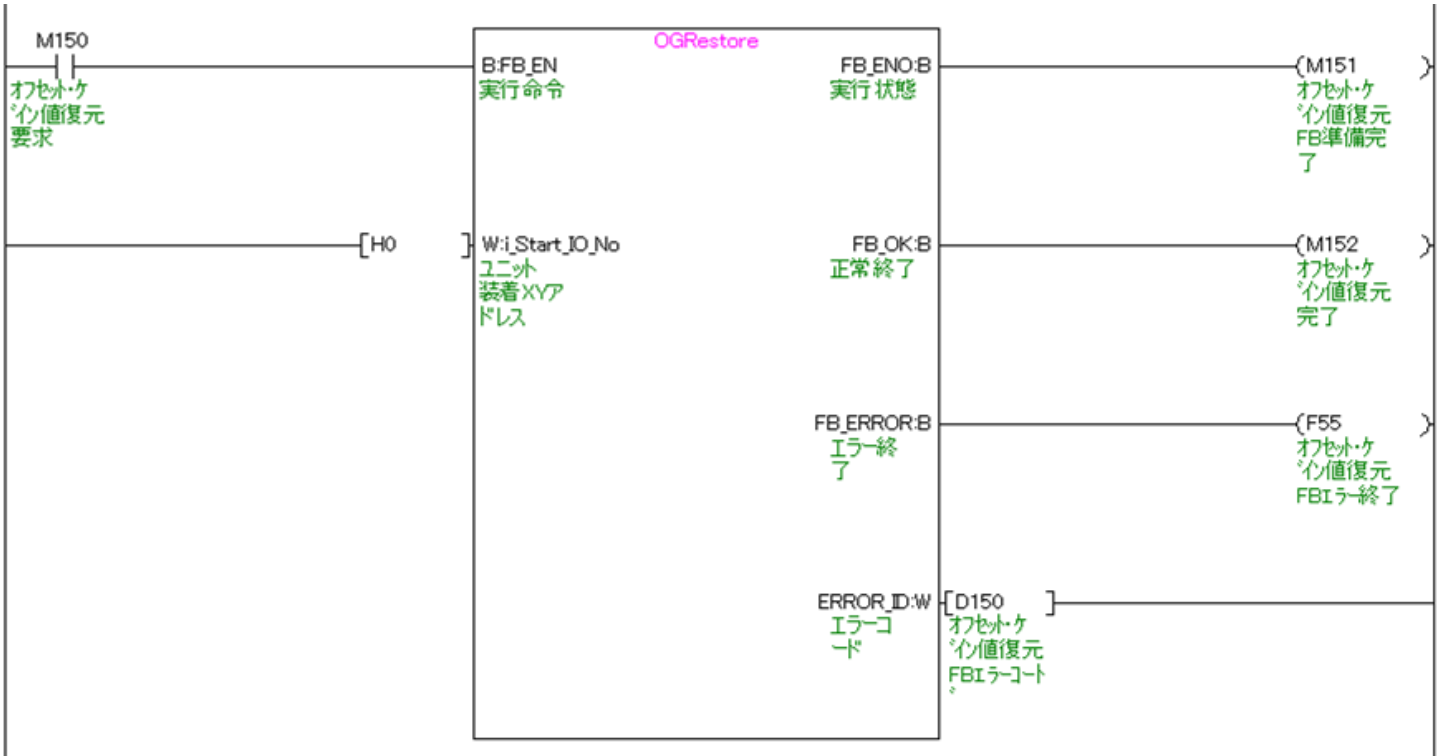 M150
オフセット・ゲ
イン値復元
要求
OGRestore
B:FB_EN
実行命令
FB_ENO:B
実行状態
(M151 )
オフセット・ゲ
イン値復元
FB準備完
了
[H0 ]
W:i_Start_IO_No
ユニット
装着XYア
ドレス
FB_OK:B
正常終了
(M152 )
オフセット・ゲ
イン値復元
完了
FB_ERROR:B
エラー終
了
(F55 )
オフセット・ゲ
イン値復元
FBエラー終了
ERROR_ID:W
エラーコ
ード
[D150 ]
オフセット・ゲ
イン値復元
FBエラーコード